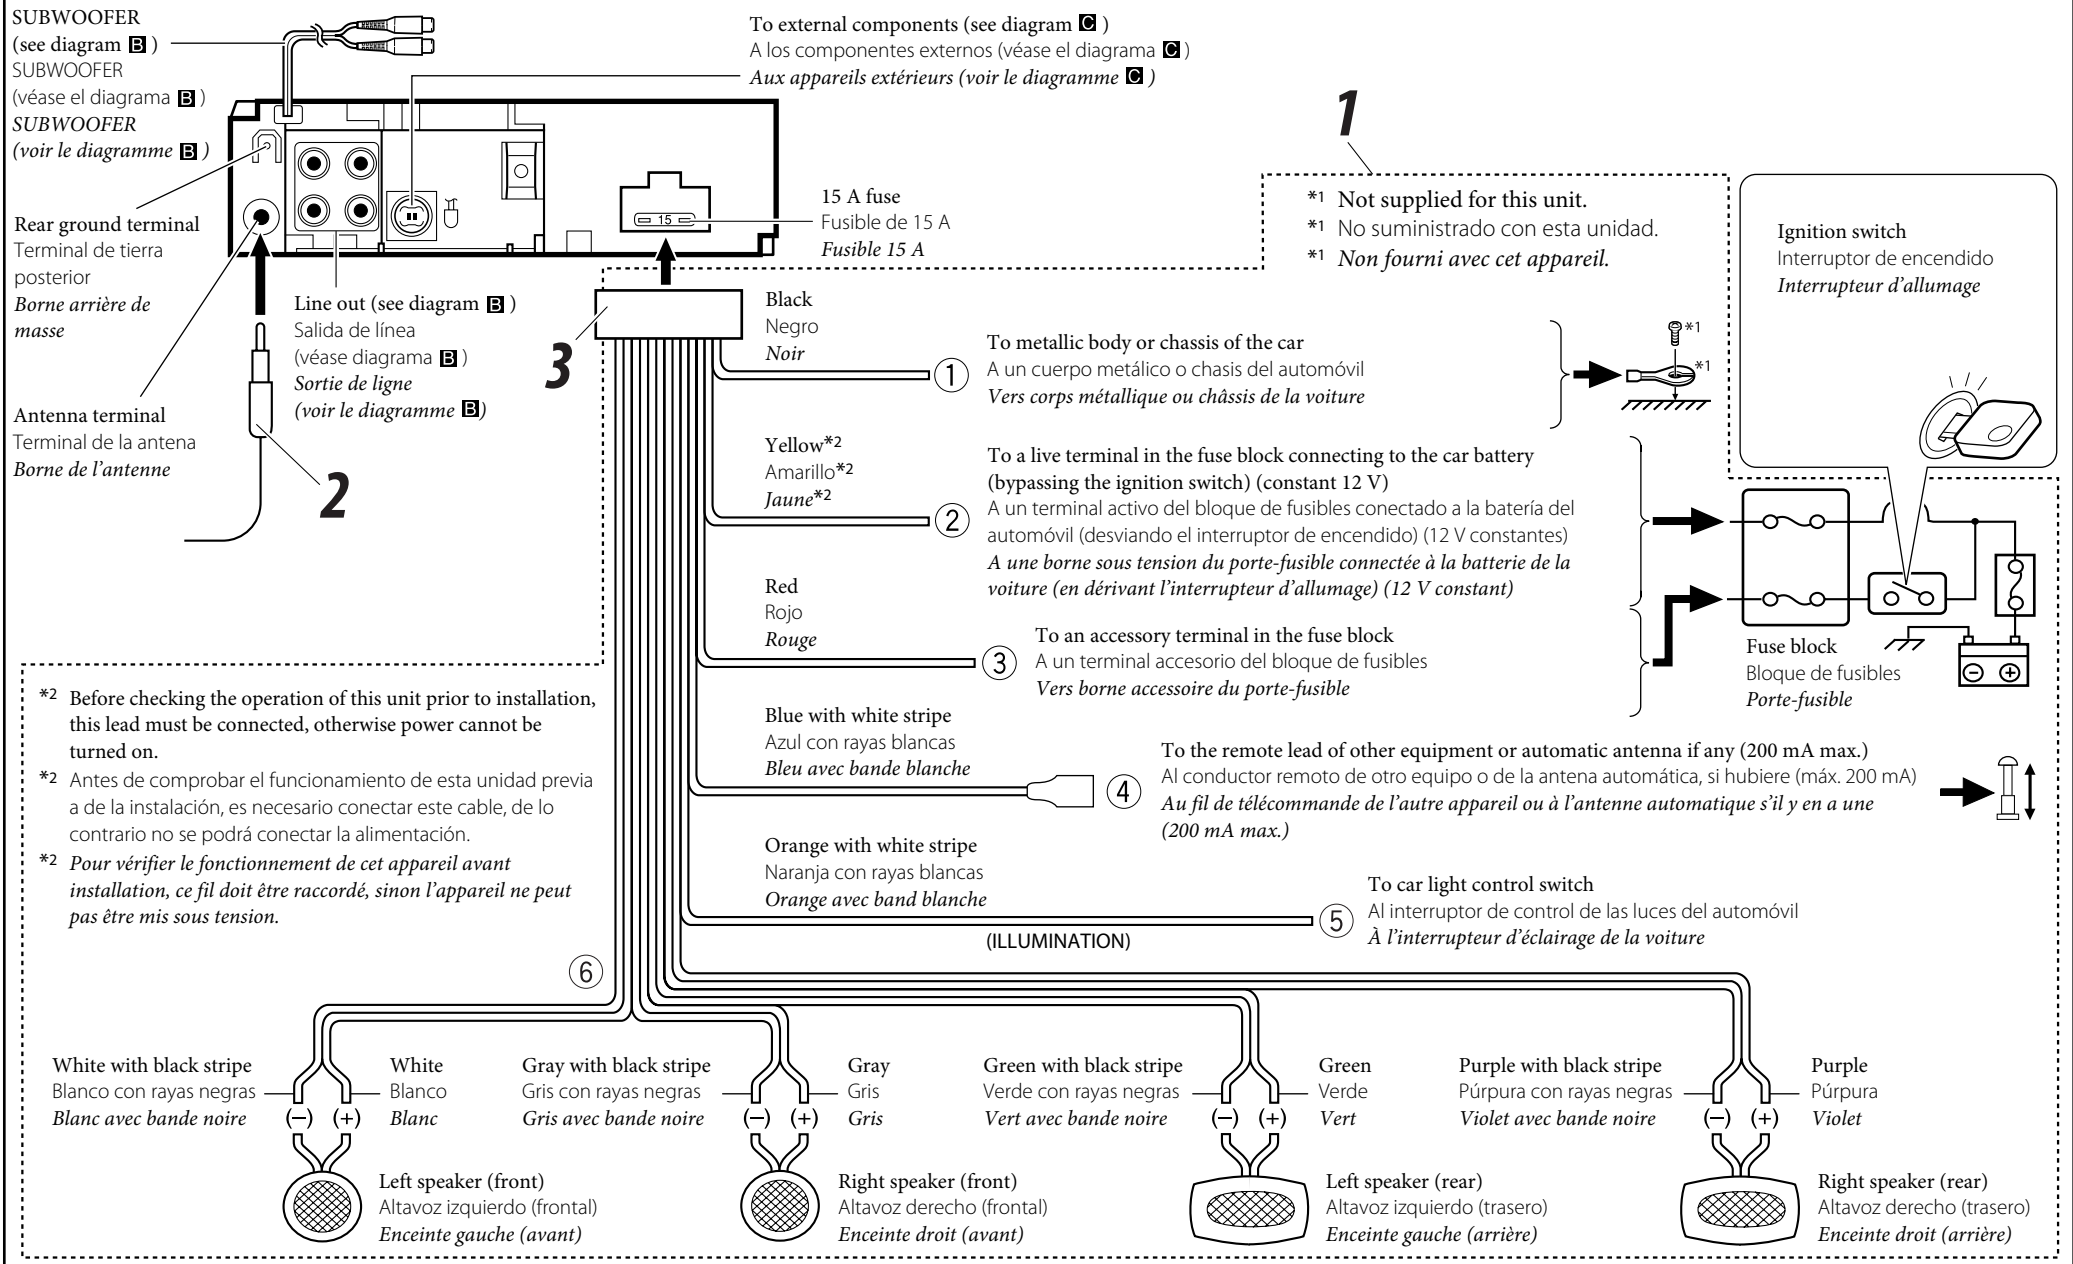 SUBWOOFER
(see diagram B )
SUBWOOFER
(véase el diagrama B )
SUBWOOFER
(voir le diagramme B )
To external components (see diagram C )
A los componentes externos (véase el diagrama C )
Aux appareils extérieurs (voir le diagramme C )
1
*1 Not supplied for this unit.
*1 No suministrado con esta unidad.
*1 Non fourni avec cet appareil.
Ignition switch
Interruptor de encendido
Interrupteur d’allumage
15
15 A fuse
Fusible de 15 A
Fusible 15 A
Rear ground terminal
Terminal de tierra
posterior
Borne arrière de
masse
Line out (see diagram B )
Salida de línea
(véase diagrama B )
Sortie de ligne
(voir le diagramme B)
Antenna terminal
Terminal de la antena
Borne de l’antenne
2
3
Black
Negro
Noir
1
To metallic body or chassis of the car
A un cuerpo metálico o chasis del automóvil
Vers corps métallique ou châssis de la voiture
*1
*1
Yellow*2
Amarillo*2
Jaune*2
2
To a live terminal in the fuse block connecting to the car battery
(bypassing the ignition switch) (constant 12 V)
A un terminal activo del bloque de fusibles conectado a la batería del
automóvil (desviando el interruptor de encendido) (12 V constantes)
A une borne sous tension du porte-fusible connectée à la batterie de la
voiture (en dérivant l’interrupteur d’allumage) (12 V constant)
Red
Rojo
Rouge
3
To an accessory terminal in the fuse block
A un terminal accesorio del bloque de fusibles
Vers borne accessoire du porte-fusible
Fuse block
Bloque de fusibles
Porte-fusible
*2 Before checking the operation of this unit prior to installation,
this lead must be connected, otherwise power cannot be
turned on.
*2 Antes de comprobar el funcionamiento de esta unidad previa
a de la instalación, es necesario conectar este cable, de lo
contrario no se podrá conectar la alimentación.
*2 Pour vérifier le fonctionnement de cet appareil avant
installation, ce fil doit être raccordé, sinon l’appareil ne peut
pas être mis sous tension.
Blue with white stripe
Azul con rayas blancas
Bleu avec bande blanche
4
To the remote lead of other equipment or automatic antenna if any (200 mA max.)
Al conductor remoto de otro equipo o de la antena automática, si hubiere (máx. 200 mA)
Au fil de télécommande de l’autre appareil ou à l’antenne automatique s’il y en a une
(200 mA max.)
Orange with white stripe
Naranja con rayas blancas
Orange avec band blanche
(ILLUMINATION)
5
To car light control switch
Al interruptor de control de las luces del automóvil
À l’interrupteur d’éclairage de la voiture
6
White with black stripe
Blanco con rayas negras
Blanc avec bande noire
(−) (+)
White
Blanco
Blanc
Gray with black stripe
Gris con rayas negras
Gris avec bande noire
(−) (+)
Gray
Gris
Gris
Green with black stripe
Verde con rayas negras
Vert avec bande noire
(−) (+)
Green
Verde
Vert
Purple with black stripe
Púrpura con rayas negras
Violet avec bande noire
(−) (+)
Purple
Púrpura
Violet
Left speaker (front)
Altavoz izquierdo (frontal)
Enceinte gauche (avant)
Right speaker (front)
Altavoz derecho (frontal)
Enceinte droit (avant)
Left speaker (rear)
Altavoz izquierdo (trasero)
Enceinte gauche (arrière)
Right speaker (rear)
Altavoz derecho (trasero)
Enceinte droit (arrière)